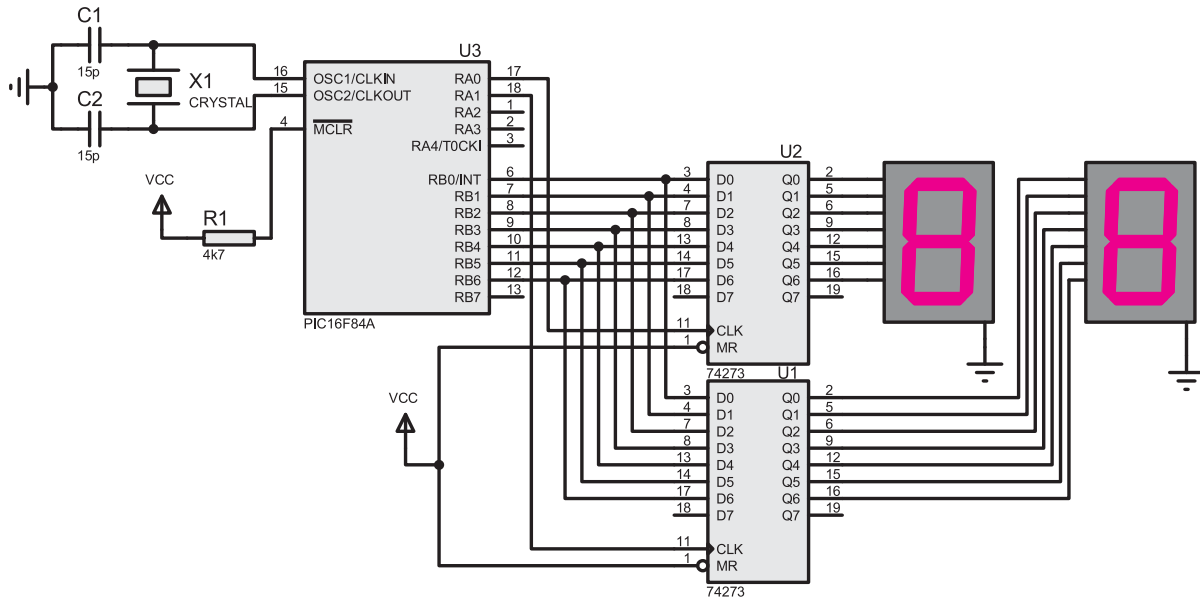 C1
15p
C2
15p
X1
CRYSTAL
VCC
R1
4k7
U3
16 OSC1/CLKIN RA0 17
15 OSC2/CLKOUT RA1 18
RA2 1
4 MCLR RA3 2
RA4/T0CKI 3
RB0/INT 6
RB1 7
RB2 8
RB3 9
RB4 10
RB5 11
RB6 12
RB7 13
PIC16F84A
U2
3 D0 Q0 2
4 D1 Q1 5
7 D2 Q2 6
8 D3 Q3 9
13 D4 Q4 12
14 D5 Q5 15
17 D6 Q6 16
18 D7 Q7 19
11 CLK
1 MR
74273
VCC
U1
3 D0 Q0 2
4 D1 Q1 5
7 D2 Q2 6
8 D3 Q3 9
13 D4 Q4 12
14 D5 Q5 15
17 D6 Q6 16
18 D7 Q7 19
11 CLK
1 MR
74273
8
8